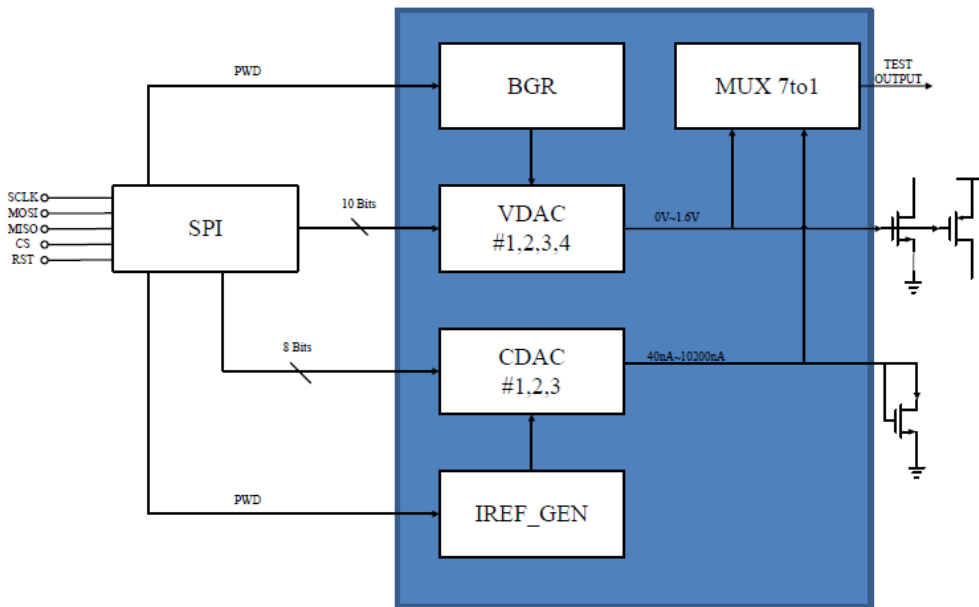 PWD
BGR
MUX 7to1
TEST
OUTPUT
SCLK
MOSI
MISO
CS
RST
SPI
10 Bits
VDAC
#1,2,3,4
0V~1.6V
8 Bits
CDAC
#1,2,3
40nA~10200nA
PWD
IREF_GEN